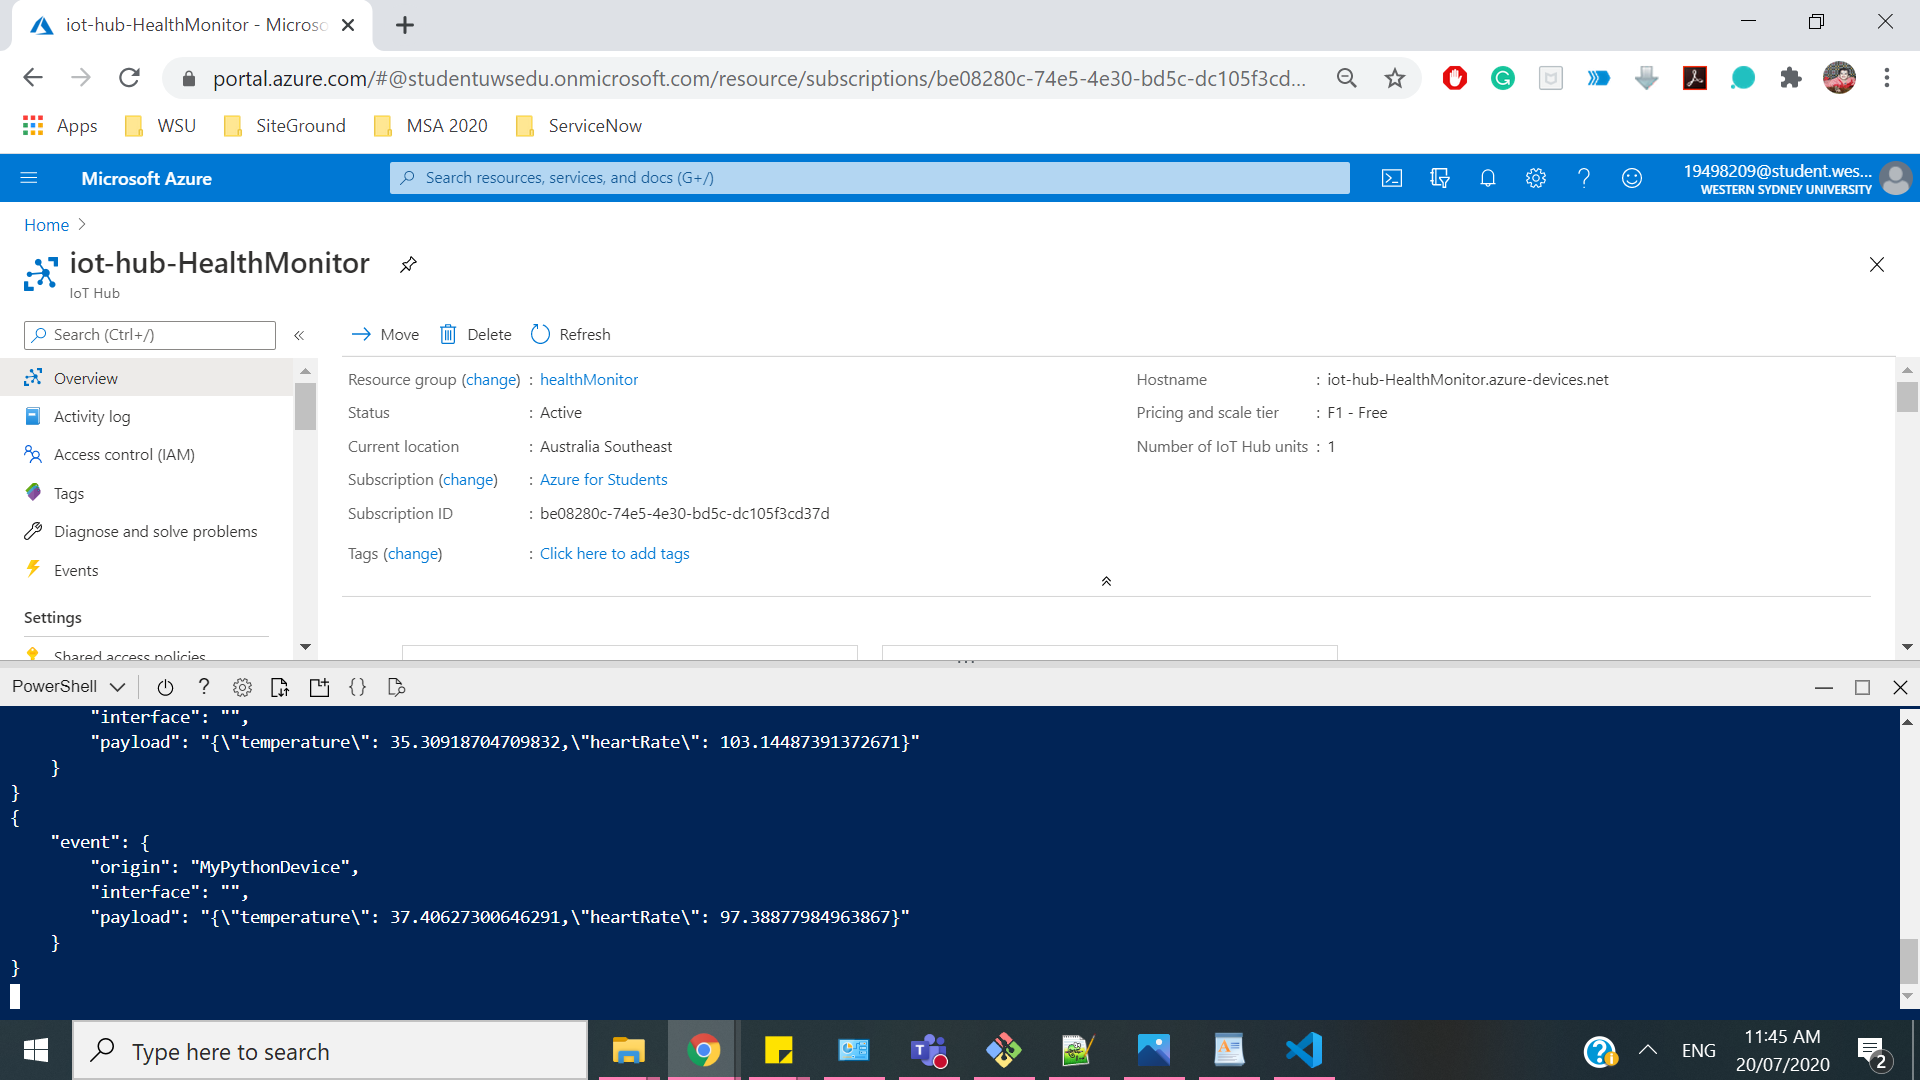 iot-hub-HealthMonitor - Microso
portal.azure.com/#@studentuwsedu.onmicrosoft.com/resource/subscriptions/be08280c-74e5-4e30-bd5c-dc105f3cd...
Apps WSU SiteGround MSA 2020 ServiceNow
Microsoft Azure
Search resources, services, and docs (G+/)
19498209@student.wes...
WESTERN SYDNEY UNIVERSITY
Home
iot-hub-HealthMonitor
IoT Hub
Search (Ctrl+/)
Move Delete Refresh
Overview
Activity log
Access control (IAM)
Tags
Diagnose and solve problems
Events
Settings
Shared access policies
Resource group (change) : healthMonitor
Status : Active
Current location : Australia Southeast
Subscription (change) : Azure for Students
Subscription ID : be08280c-74e5-4e30-bd5c-dc105f3cd37d
Tags (change) : Click here to add tags
Hostname : iot-hub-HealthMonitor.azure-devices.net
Pricing and scale tier : F1 - Free
Number of IoT Hub units : 1
PowerShell
"interface": "",
"payload": "{\"temperature\": 35.30918704709832,\"heartRate\": 103.14487391372671}"
}
}
{
"event": {
"origin": "MyPythonDevice",
"interface": "",
"payload": "{\"temperature\": 37.40627300646291,\"heartRate\": 97.38877984963867}"
}
}
Type here to search
ENG
11:45 AM
20/07/2020
2